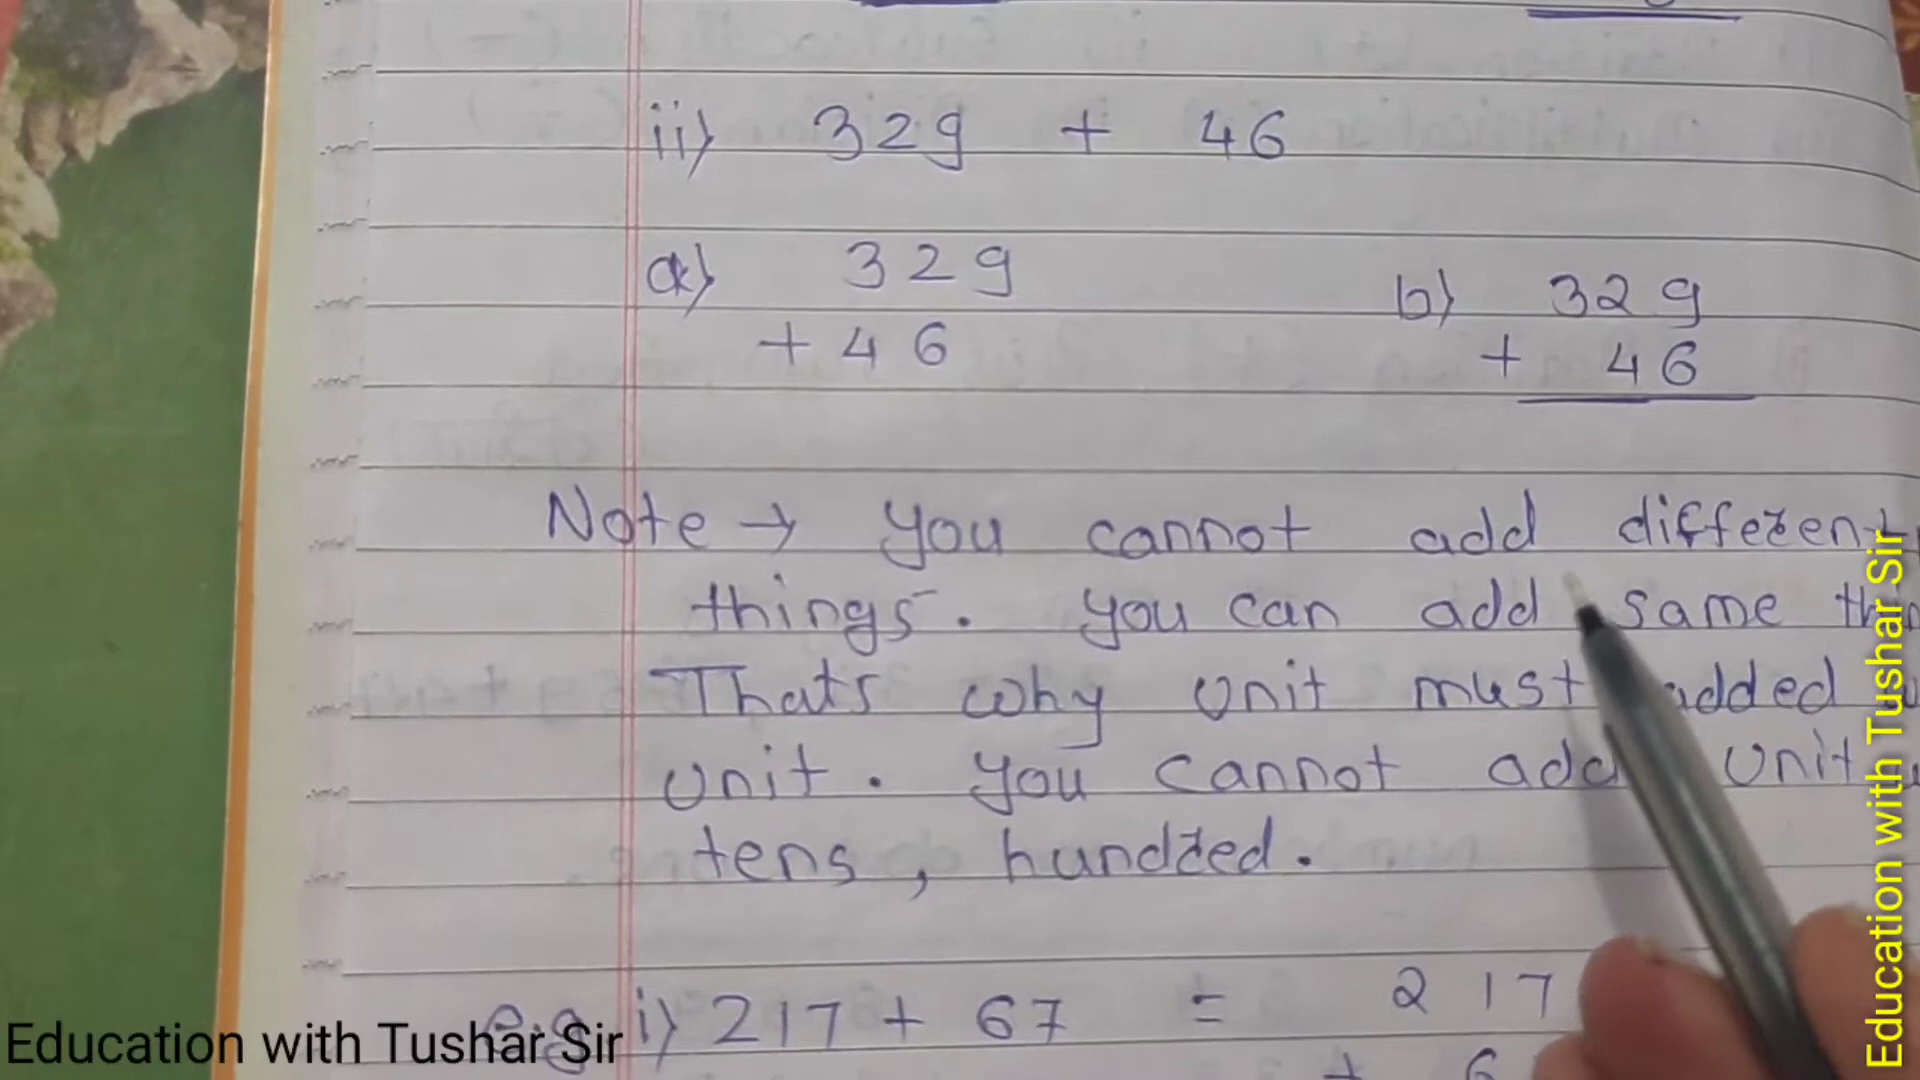 ii) 329 + 46
a) 329
+ 46
b) 329
+ 46
Note → You cannot add different
things. You can add same
Thats why Unit must added
Unit. You cannot add Unit
tens, hundred.
e.g i) 217 + 67 = 217
+ 6
Education with Tushar Sir
Education with Tushar Sir